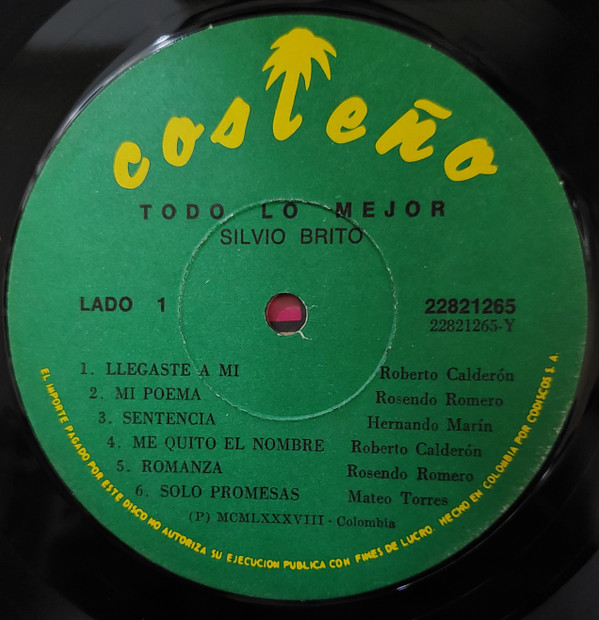 costeño
TODO LO MEJOR
SILVIO BRITO
LADO 1
22821265
22821265-Y
1. LLEGASTE A MI Roberto Calderón
2. MI POEMA Rosendo Romero
3. SENTENCIA Hernando Marín
4. ME QUITO EL NOMBRE Roberto Calderón
5. ROMANZA Rosendo Romero
6. SOLO PROMESAS Mateo Torres
(P) MCMLXXXVIII - Colombia
EL IMPORTE PAGADO POR ESTE DISCO NO AUTORIZA SU EJECUCION PUBLICA CON FINES DE LUCRO. HECHO EN COLOMBIA POR CODISCOS S. A.